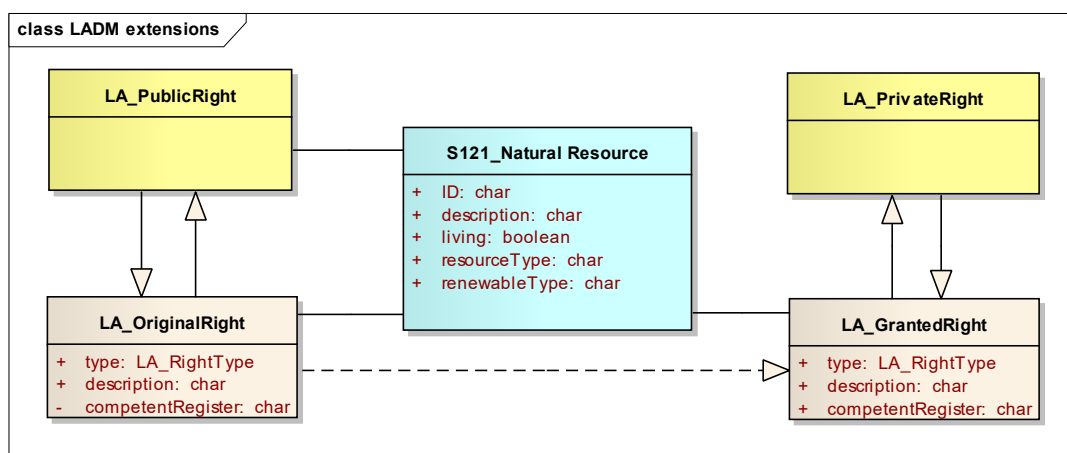 class LADM extensions
LA_PublicRight
LA_PrivateRight
S121_Natural Resource
+ ID: char
+ description: char
+ living: boolean
+ resourceType: char
+ renewableType: char
LA_OriginalRight
+ type: LA_RightType
+ description: char
- competentRegister: char
LA_GrantedRight
+ type: LA_RightType
+ description: char
+ competentRegister: char